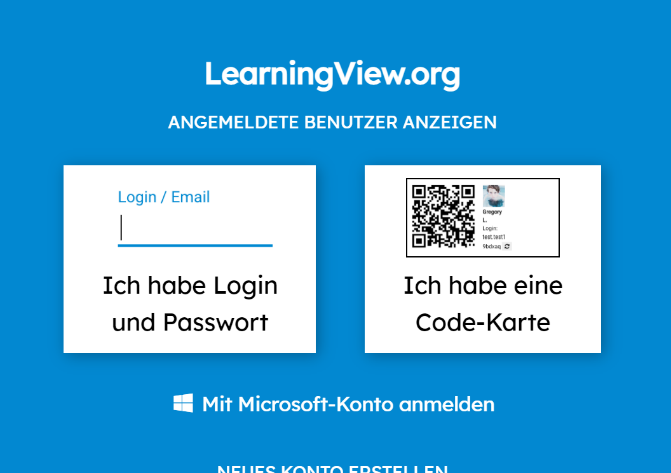 LearningView.org
ANGEMELDETE BENUTZER ANZEIGEN
Login / Email
Ich habe Login
und Passwort
Gregory
L.
Login:
test.test1
9bdxaq
Ich habe eine
Code-Karte
Mit Microsoft-Konto anmelden
NEUES KONTO ERSTELLEN